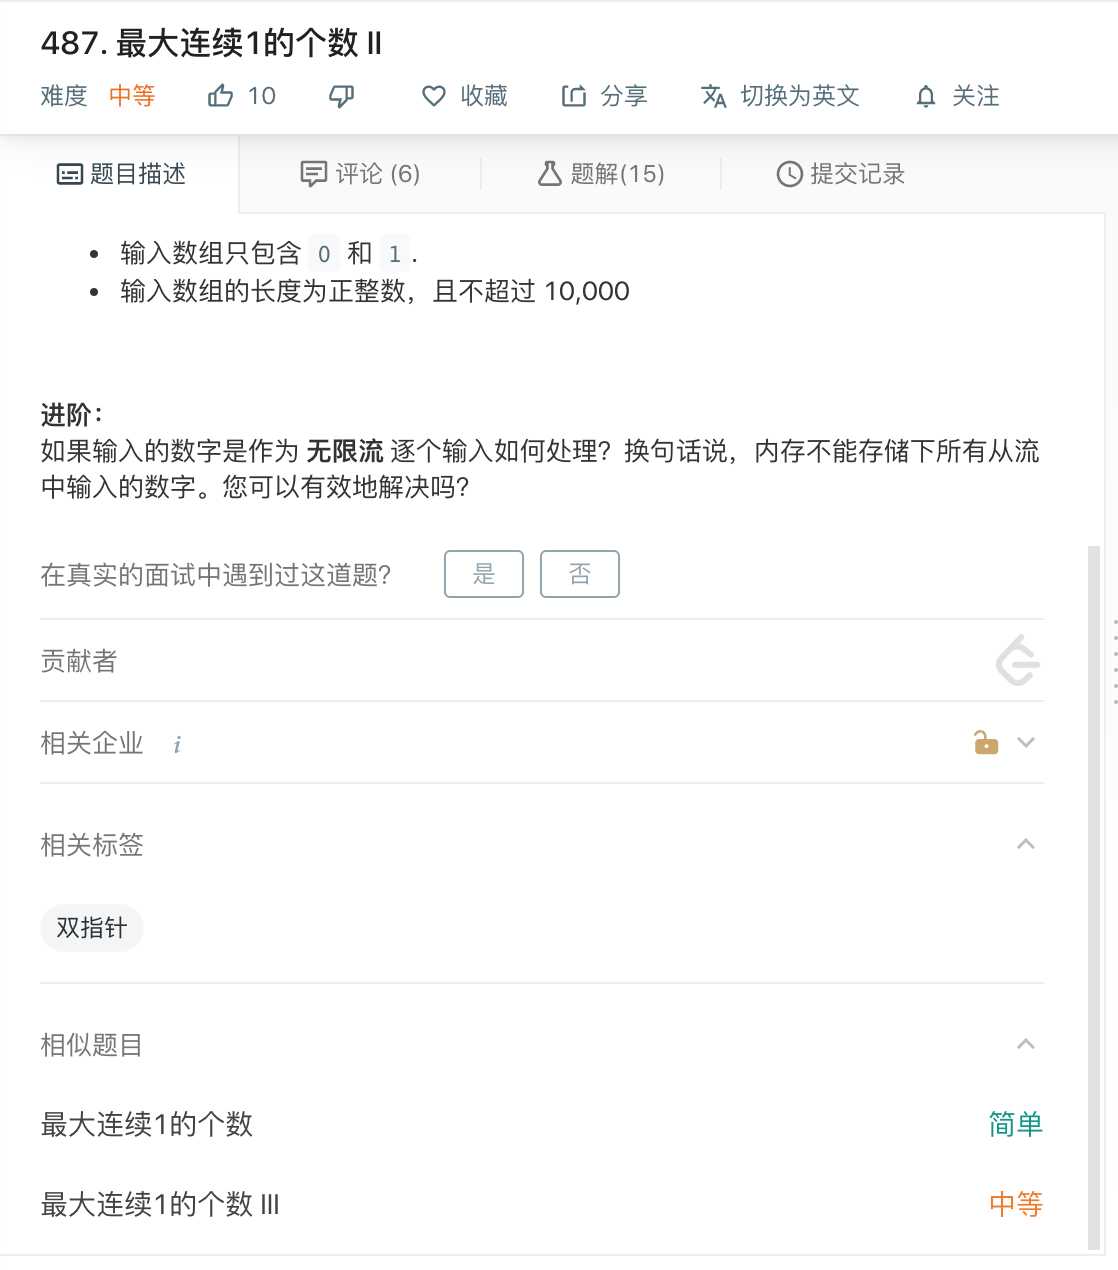 487. 最大连续1的个数 II
难度 中等 10 收藏 分享 切换为英文 关注
题目描述 评论 (6) 题解(15) 提交记录
• 输入数组只包含 0 和 1 .
• 输入数组的长度为正整数，且不超过 10,000
进阶：
如果输入的数字是作为 无限流 逐个输入如何处理？换句话说，内存不能存储下所有从流
中输入的数字。您可以有效地解决吗？
在真实的面试中遇到过这道题? 是 否
贡献者
相关企业 i
相关标签
双指针
相似题目
最大连续1的个数 简单
最大连续1的个数 III 中等